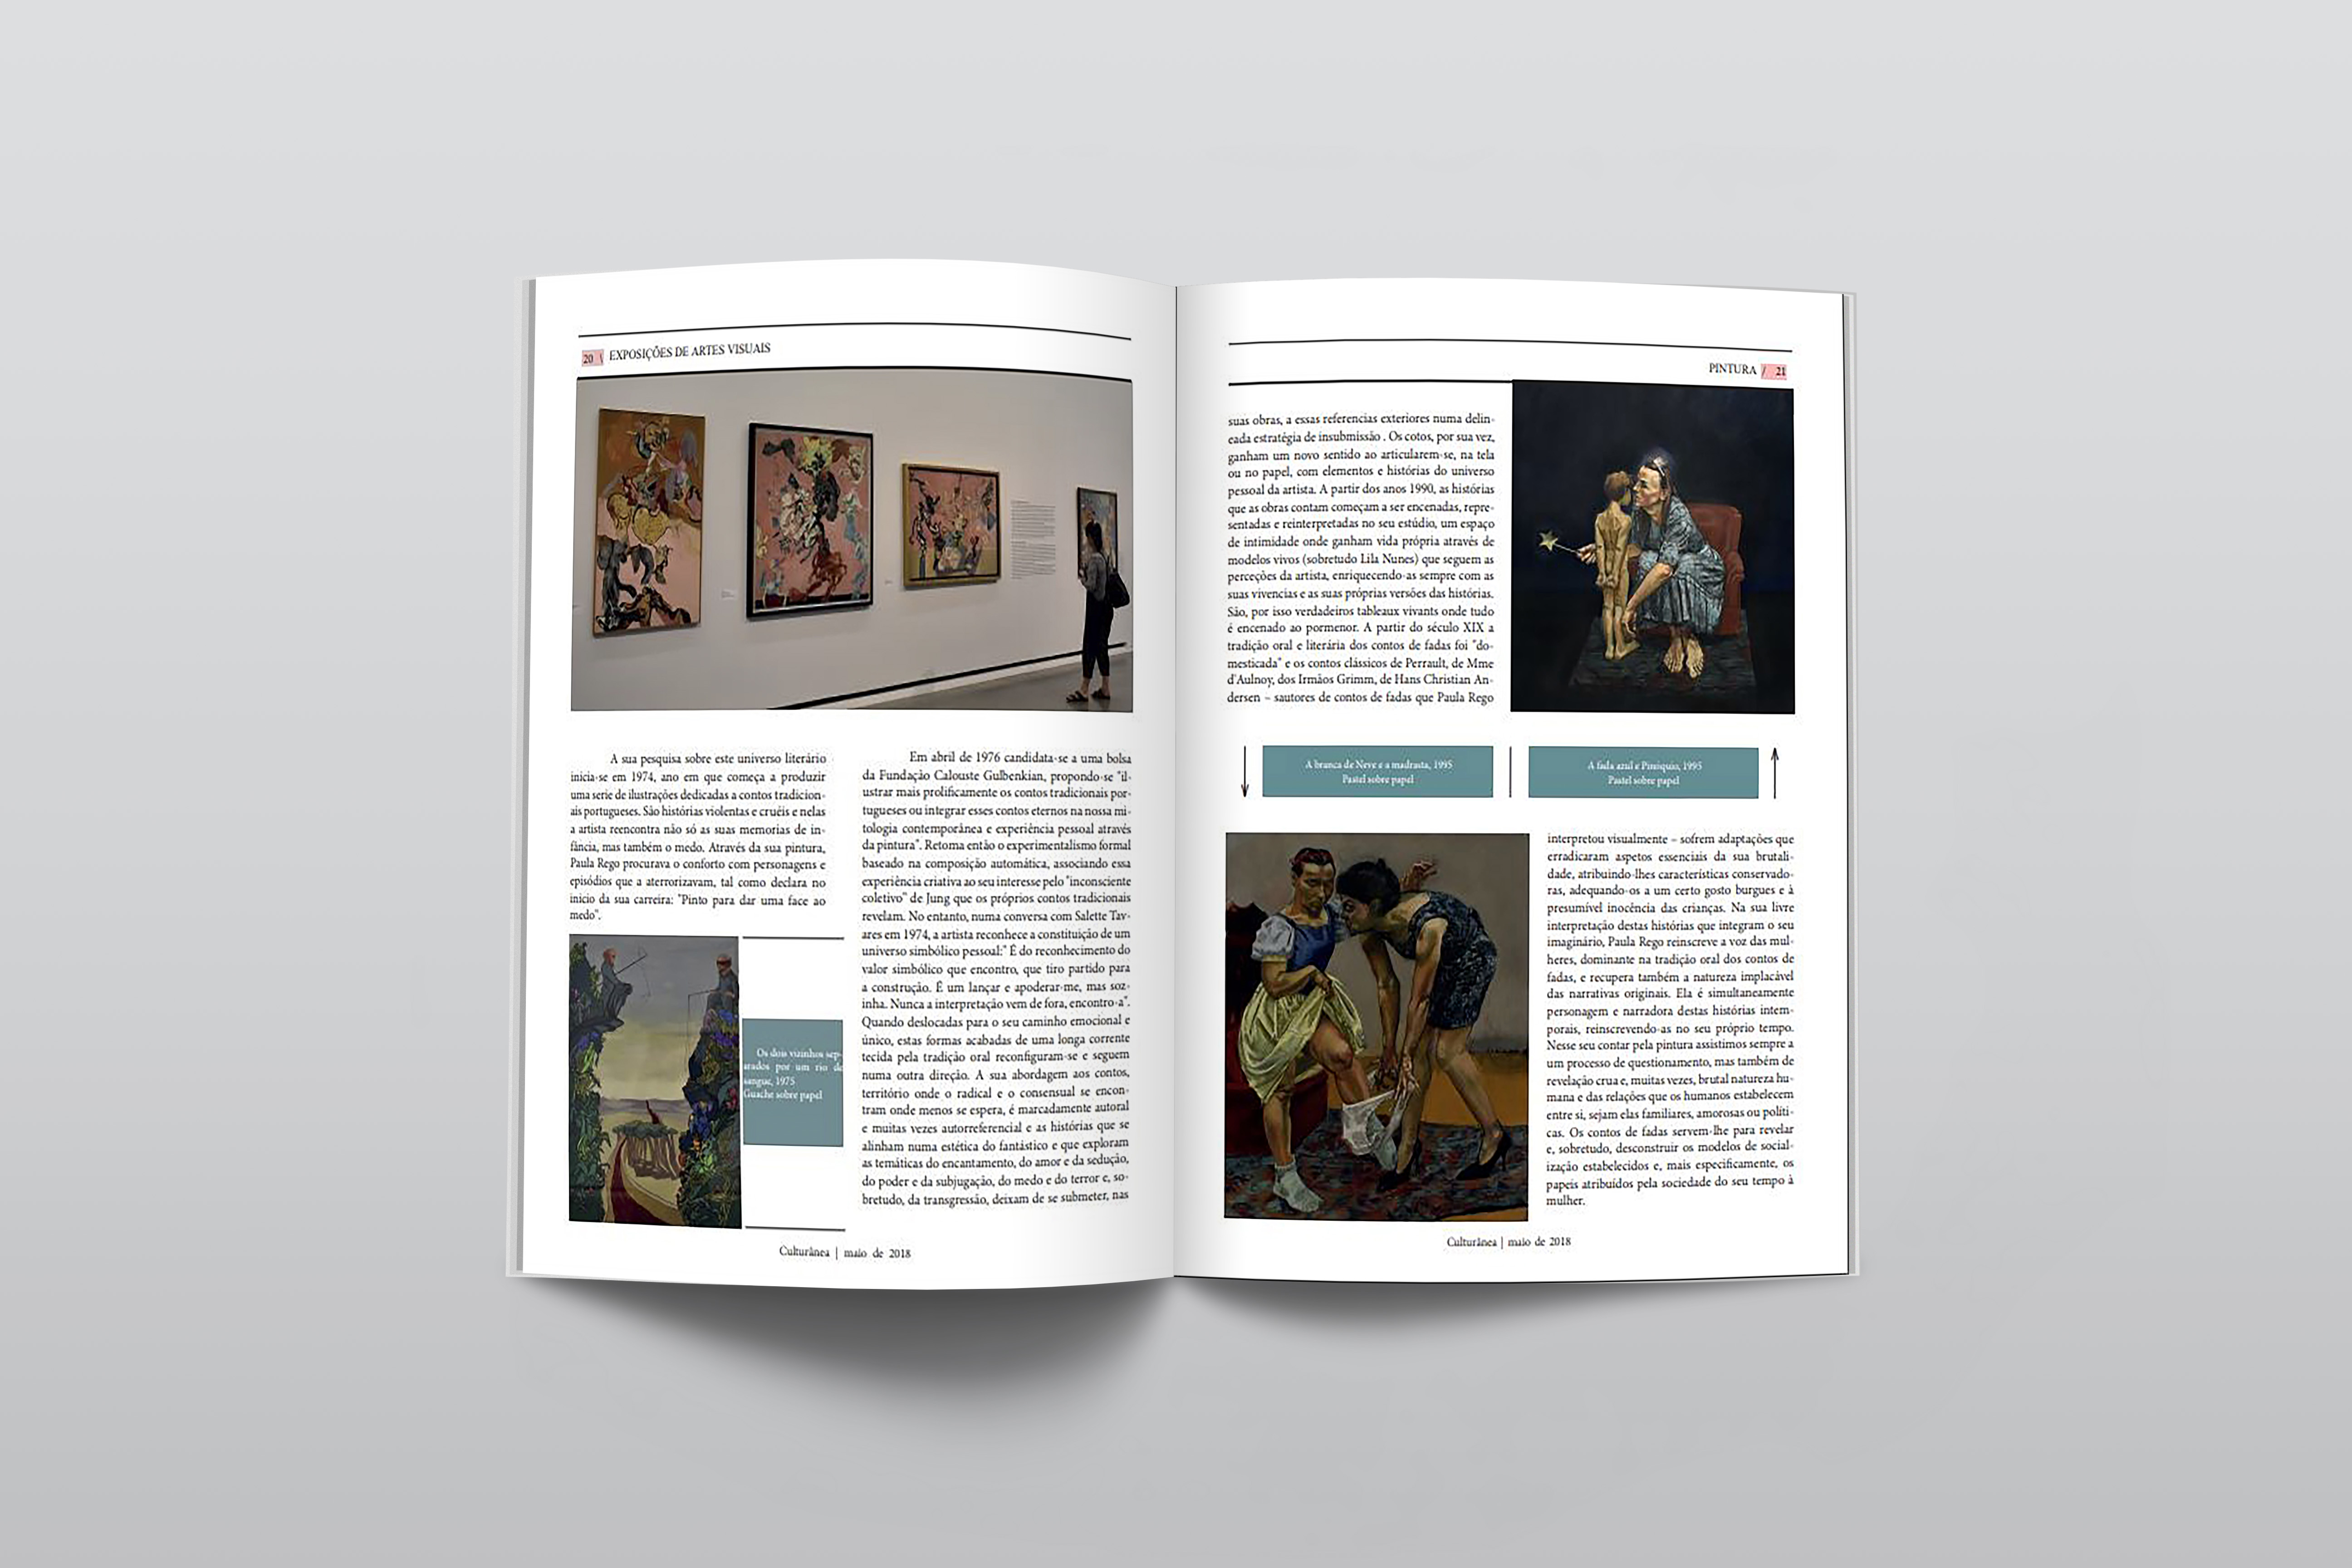 20 \ EXPOSIÇÕES DE ARTES VISUAIS
A sua pesquisa sobre este universo literário
inicia-se em 1974, ano em que começa a produzir
uma serie de ilustrações dedicadas a contos tradicion-
ais portugueses. São histórias violentas e cruéis e nelas
a artista reencontra não só as suas memorias de in-
fância, mas também o medo. Através da sua pintura,
Paula Rego procurava o conforto com personagens e
episódios que a aterrorizavam, tal como declara no
inicio da sua carreira: "Pinto para dar uma face ao
medo".
Os dois vizinhos sep-
arados por um rio de
sangue, 1975
Guache sobre papel
Em abril de 1976 candidata-se a uma bolsa
da Fundação Calouste Gulbenkian, propondo-se "il-
ustrar mais prolificamente os contos tradicionais por-
tugueses ou integrar esses contos eternos na nossa mi-
tologia contemporânea e experiência pessoal através
da pintura". Retoma então o experimentalismo formal
baseado na composição automática, associando essa
experiência criativa ao seu interesse pelo "inconsciente
coletivo" de Jung que os próprios contos tradicionais
revelam. No entanto, numa conversa com Salette Tav-
ares em 1974, a artista reconhece a constituição de um
universo simbólico pessoal:" É do reconhecimento do
valor simbólico que encontro, que tiro partido para
a construção. É um lançar e apoderar-me, mas soz-
inha. Nunca a interpretação vem de fora, encontro-a".
Quando deslocadas para o seu caminho emocional e
único, estas formas acabadas de uma longa corrente
tecida pela tradição oral reconfiguram-se e seguem
numa outra direção. A sua abordagem aos contos,
território onde o radical e o consensual se encon-
tram onde menos se espera, é marcadamente autoral
e muitas vezes autorreferencial e as histórias que se
alinham numa estética do fantástico e que exploram
as temáticas do encantamento, do amor e da sedução,
do poder e da subjugação, do medo e do terror e, so-
bretudo, da transgressão, deixam de se submeter, nas
Culturânea | maio de 2018
PINTURA / 21
suas obras, a essas referencias exteriores numa delin-
eada estratégia de insubmissão . Os cotos, por sua vez,
ganham um novo sentido ao articularem-se, na tela
ou no papel, com elementos e histórias do universo
pessoal da artista. A partir dos anos 1990, as histórias
que as obras contam começam a ser encenadas, repre-
sentadas e reinterpretadas no seu estúdio, um espaço
de intimidade onde ganham vida própria através de
modelos vivos (sobretudo Lila Nunes) que seguem as
perceções da artista, enriquecendo-as sempre com as
suas vivencias e as suas próprias versões das histórias.
São, por isso verdadeiros tableaux vivants onde tudo
é encenado ao pormenor. A partir do século XIX a
tradição oral e literária dos contos de fadas foi "do-
mesticada" e os contos clássicos de Perrault, de Mme
d'Aulnoy, dos Irmãos Grimm, de Hans Christian An-
dersen – sautores de contos de fadas que Paula Rego
A branca de Neve e a madrasta, 1995
Pastel sobre papel
A fada azul e Pinóquio, 1995
Pastel sobre papel
interpretou visualmente – sofrem adaptações que
erradicaram aspetos essenciais da sua brutali-
dade, atribuindo-lhes características conservado-
ras, adequando-os a um certo gosto burgues e à
presumível inocência das crianças. Na sua livre
interpretação destas histórias que integram o seu
imaginário, Paula Rego reinscreve a voz das mul-
heres, dominante na tradição oral dos contos de
fadas, e recupera também a natureza implacável
das narrativas originais. Ela é simultaneamente
personagem e narradora destas histórias intem-
porais, reinscrevendo-as no seu próprio tempo.
Nesse seu contar pela pintura assistimos sempre a
um processo de questionamento, mas também de
revelação crua e, muitas vezes, brutal natureza hu-
mana e das relações que os humanos estabelecem
entre si, sejam elas familiares, amorosas ou políti-
cas. Os contos de fadas servem-lhe para revelar
e, sobretudo, desconstruir os modelos de social-
ização estabelecidos e, mais especificamente, os
papeis atribuídos pela sociedade do seu tempo à
mulher.
Culturânea | maio de 2018